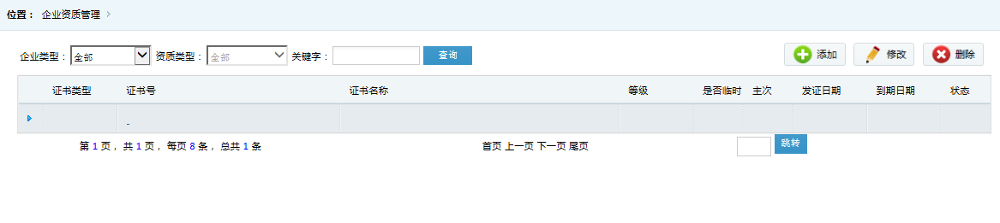 位置： 企业资质管理
企业类型： 全部 资质类型： 全部 关键字： 查询 添加 修改 删除
证书类型 证书号 证书名称 等级 是否临时 主次 发证日期 到期日期 状态
-
第 1 页， 共 1 页， 每页 8 条， 总共 1 条 首页 上一页 下一页 尾页 跳转